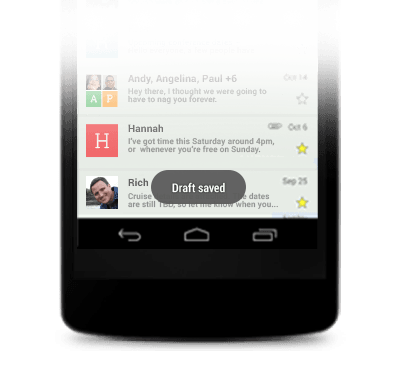 Andy, Angelina, Paul +6
Oct 14
Hey there, I thought we were going to
have to nag you forever.
A P
H
Hannah
Oct 6
I've got time this Saturday around 4pm,
or whenever you're free on Sunday.
Rich
Sep 25
Cruise dates
are still TBD, so let me know when you...
Draft saved